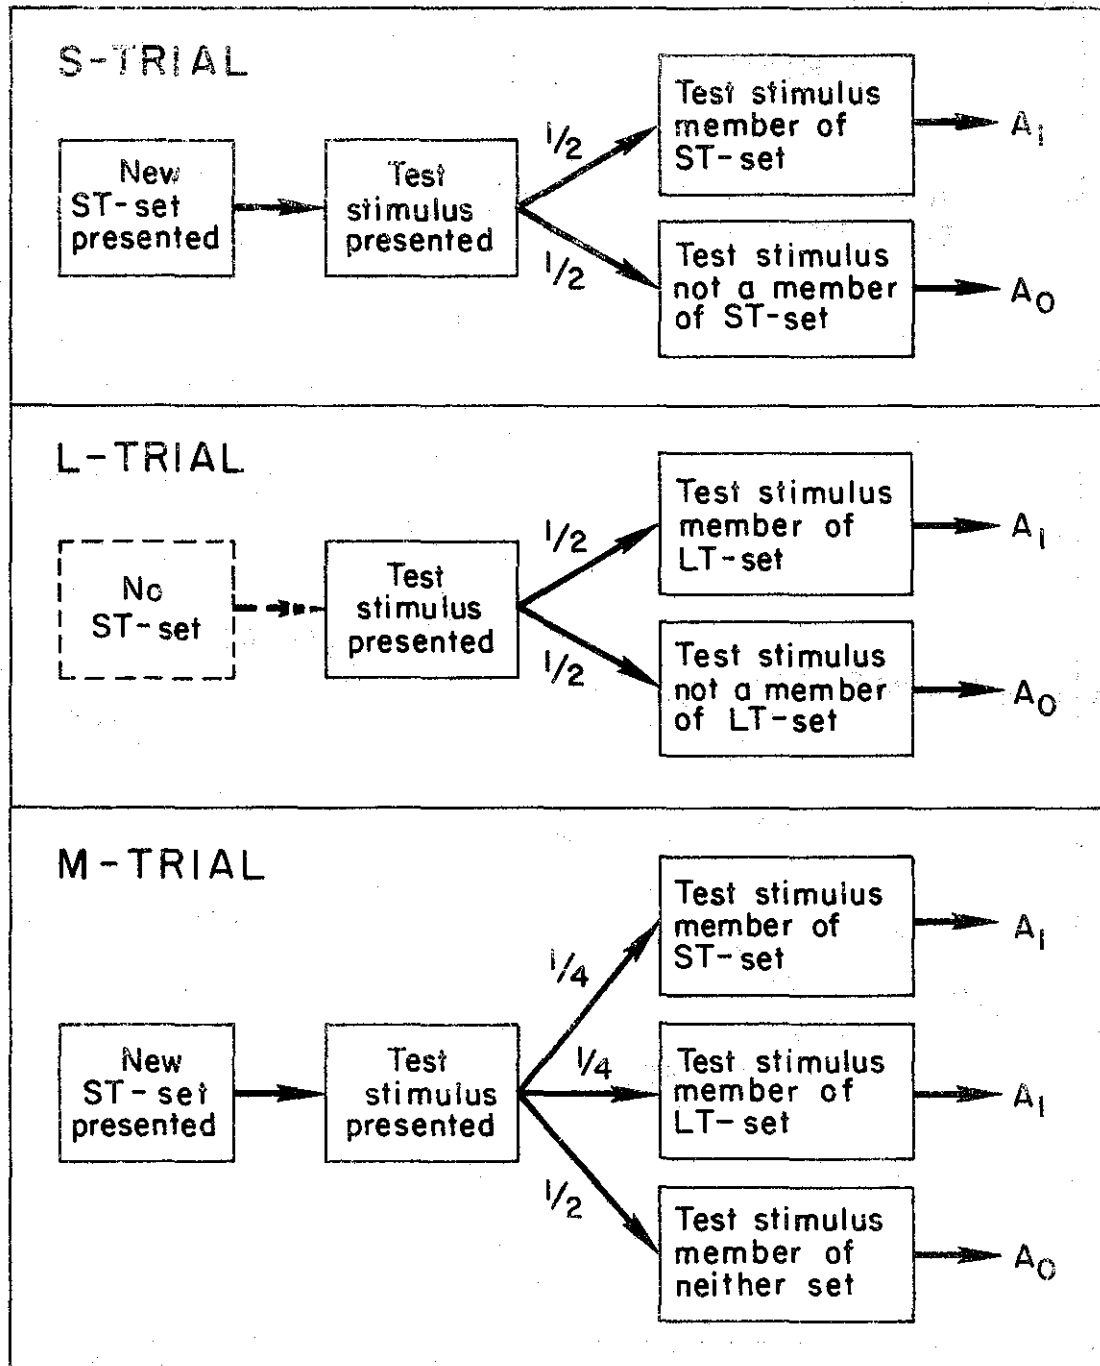 S-TRIAL
New
ST-set
presented
Test
stimulus
presented
1/2
1/2
Test stimulus
member of
ST-set
A1
Test stimulus
not a member
of ST-set
A0
L-TRIAL
No
ST-set
Test
stimulus
presented
1/2
1/2
Test stimulus
member of
LT-set
A1
Test stimulus
not a member
of LT-set
A0
M-TRIAL
New
ST-set
presented
Test
stimulus
presented
1/4
1/4
1/2
Test stimulus
member of
ST-set
A1
Test stimulus
member of
LT-set
A1
Test stimulus
member of
neither set
A0